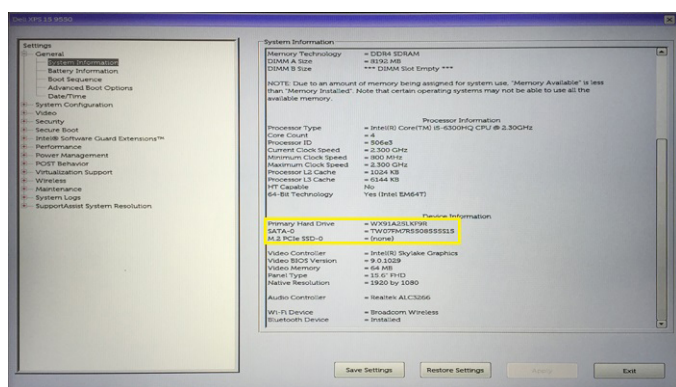 Dell XPS 15 9550
Settings
General
System Information
Battery Information
Boot Sequence
Advanced Boot Options
Date/Time
System Configuration
Video
Security
Secure Boot
Intel® Software Guard Extensions™
Performance
Power Management
POST Behavior
Virtualization Support
Wireless
Maintenance
System Logs
SupportAssist System Resolution
System Information
Memory Technology = DDR4 SDRAM
DIMM A Size = 8192 MB
DIMM B Size *** DIMM Slot Empty ***
NOTE: Due to an amount of memory being assigned for system use, "Memory Available" is less
than "Memory Installed". Note that certain operating systems may not be able to use all the
available memory.
Processor Information
Processor Type = Intel(R) Core(TM) i5-6300HQ CPU @ 2.30GHz
Core Count = 4
Processor ID = 506e3
Current Clock Speed = 2.300 GHz
Minimum Clock Speed = 800 MHz
Maximum Clock Speed = 2.300 GHz
Processor L2 Cache = 1024 KB
Processor L3 Cache = 6144 KB
HT Capable No
64-Bit Technology Yes (Intel EM64T)
Device Information
Primary Hard Drive =
SATA-0 =
M.2 PCIe SSD-0 = (none)
Video Controller = Intel(R) Skylake Graphics
Video BIOS Version = 9.0.1029
Video Memory = 64 MB
Panel Type = 15.6" FHD
Native Resolution = 1920 by 1080
Audio Controller = Realtek ALC3266
Wi-Fi Device = Broadcom Wireless
Bluetooth Device = Installed
Save Settings
Restore Settings
Apply
Exit